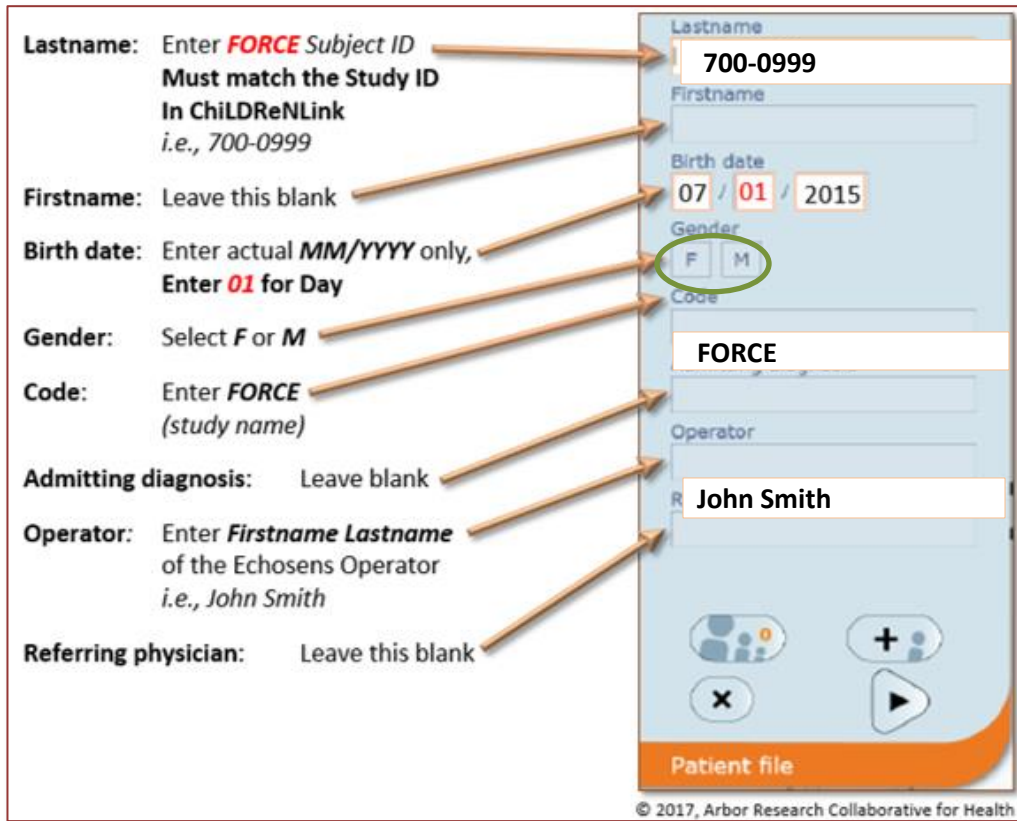 Lastname: Enter FORCE Subject ID
Must match the Study ID
In ChiLDReNLink
i.e., 700-0999
Firstname: Leave this blank
Birth date: Enter actual MM/YYYY only,
Enter 01 for Day
Gender: Select F or M
Code: Enter FORCE
(study name)
Admitting diagnosis: Leave blank
Operator: Enter Firstname Lastname
of the Echosens Operator
i.e., John Smith
Referring physician: Leave this blank
Lastname
700-0999
Firstname
Birth date
07 / 01 / 2015
Gender
F M
Code
FORCE
Operator
John Smith
R
0
Patient file
© 2017, Arbor Research Collaborative for Health